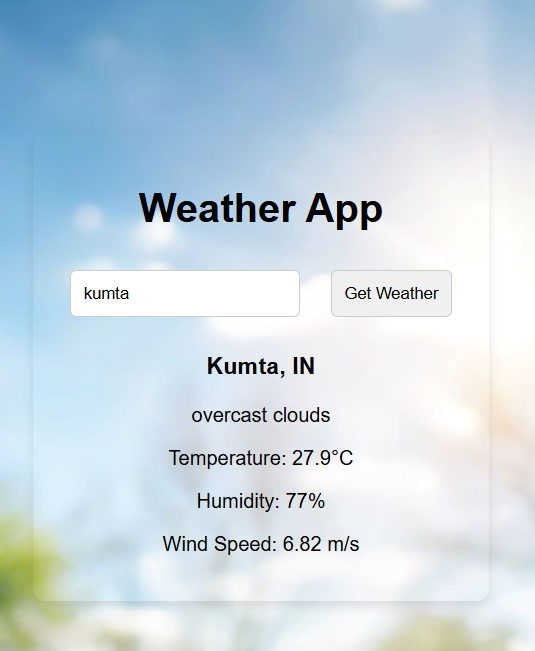 Weather App
kumta
Get Weather
Kumta, IN
overcast clouds
Temperature: 27.9°C
Humidity: 77%
Wind Speed: 6.82 m/s